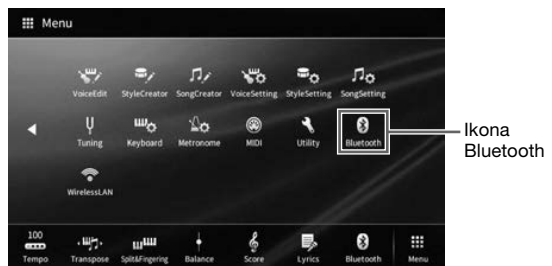 Menu
VoiceEdit StyleCreator SongCreator VoiceSetting StyleSetting SongSetting
Tuning Keyboard Metronome MIDI Utility Bluetooth
WirelessLAN
100
Tempo Transpose Split&Fingering Balance Score Lyrics Bluetooth Menu
Ikona
Bluetooth